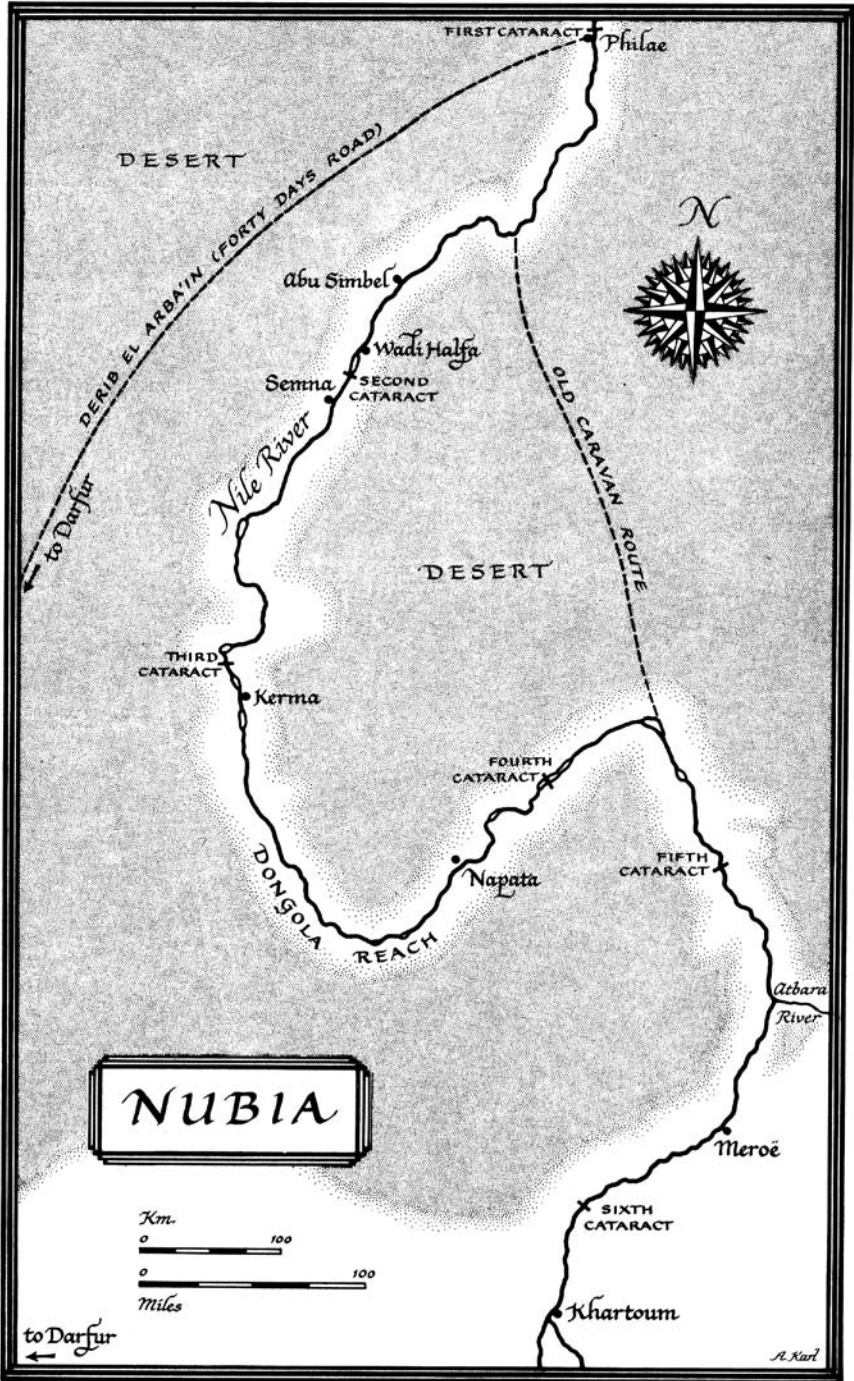 FIRST CATARACT
Philae
DESERT
DERIB EL ARBA'IN (FORTY DAYS ROAD)
N
Abu Simbel
Wadi Halfa
SECOND
CATARACT
Semna
OLD CARAVAN ROUTE
Nile River
to Darfur
DESERT
THIRD
CATARACT
Kerma
FOURTH
CATARACT
FIFTH
CATARACT
Napata
DONGOLA REACH
Atbara
River
NUBIA
Meroë
SIXTH
CATARACT
Km.
0 100
0 100
Miles
Khartoum
to Darfur
A. Karl